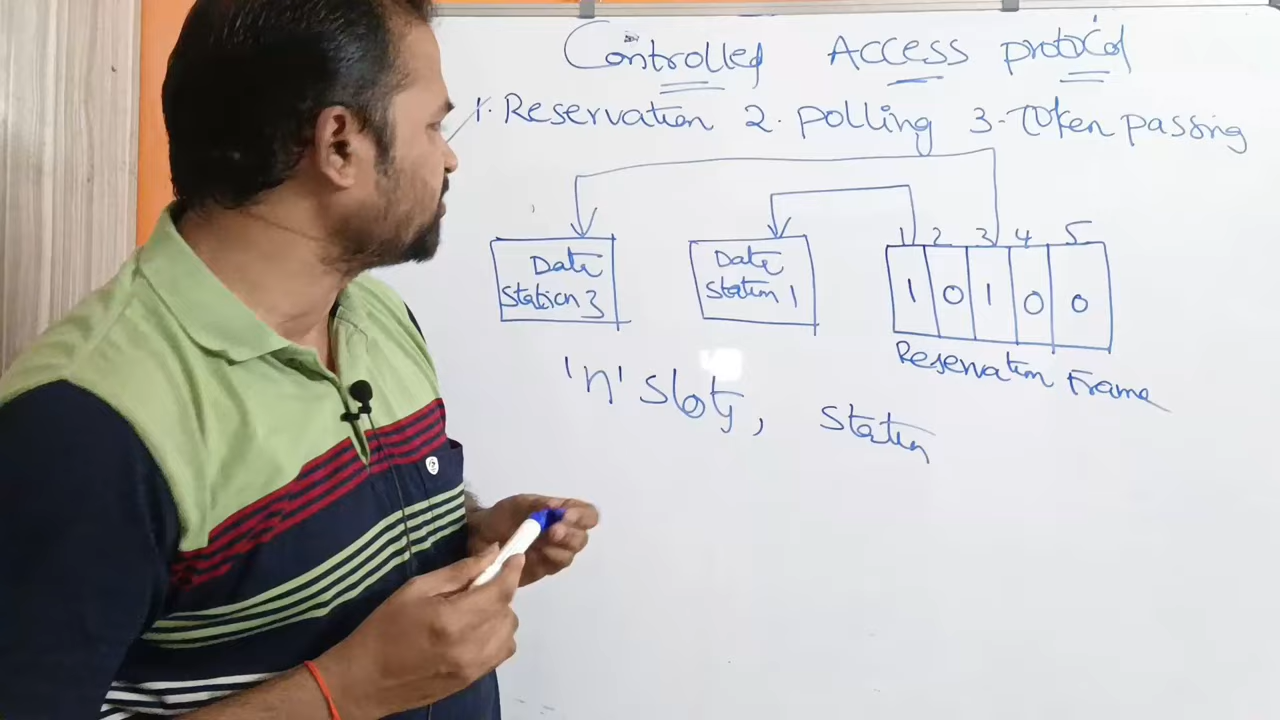 Controlled Access protocol
1. Reservation 2. polling 3. Token passing
1 2 3 4 5
Data Station 3
Data Station 1
1 0 1 0 0
Reservation Frame
'n' Slots, Station